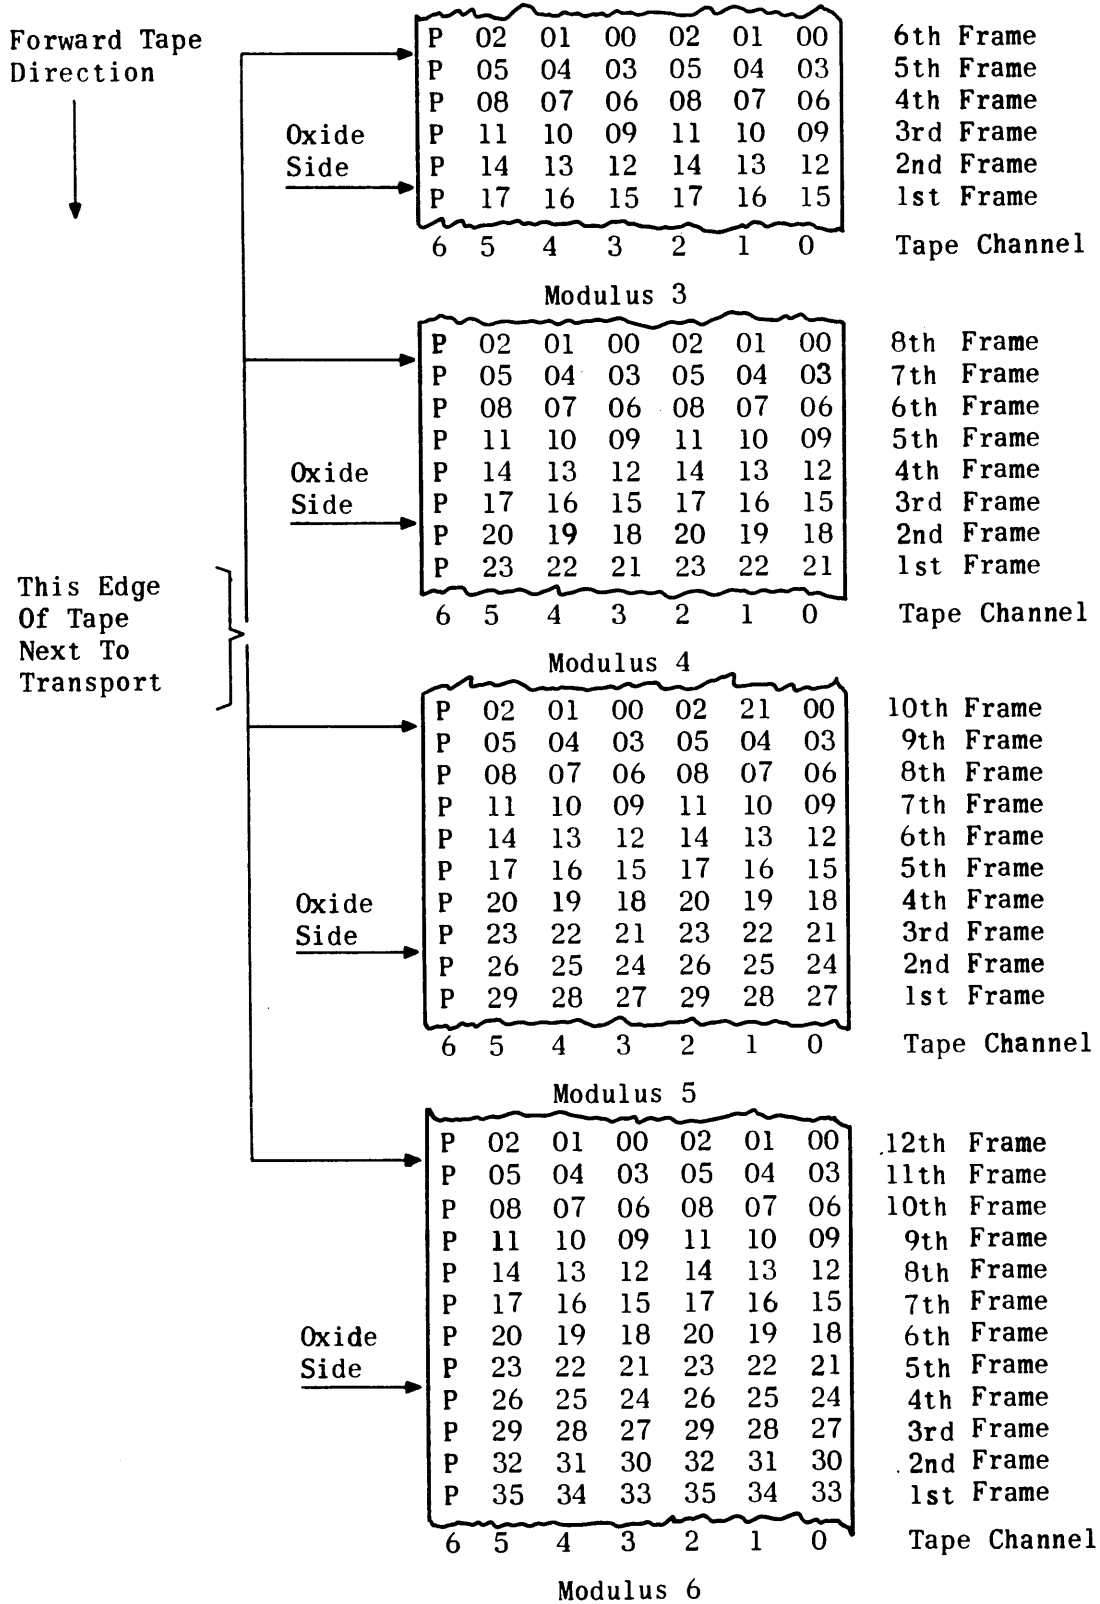 Forward Tape
Direction
Oxide
Side
P 02 01 00 02 01 00 6th Frame
P 05 04 03 05 04 03 5th Frame
P 08 07 06 08 07 06 4th Frame
P 11 10 09 11 10 09 3rd Frame
P 14 13 12 14 13 12 2nd Frame
P 17 16 15 17 16 15 1st Frame
6 5 4 3 2 1 0 Tape Channel
Modulus 3
Oxide
Side
P 02 01 00 02 01 00 8th Frame
P 05 04 03 05 04 03 7th Frame
P 08 07 06 08 07 06 6th Frame
P 11 10 09 11 10 09 5th Frame
P 14 13 12 14 13 12 4th Frame
P 17 16 15 17 16 15 3rd Frame
P 20 19 18 20 19 18 2nd Frame
P 23 22 21 23 22 21 1st Frame
6 5 4 3 2 1 0 Tape Channel
Modulus 4
This Edge
Of Tape
Next To
Transport
Oxide
Side
P 02 01 00 02 21 00 10th Frame
P 05 04 03 05 04 03 9th Frame
P 08 07 06 08 07 06 8th Frame
P 11 10 09 11 10 09 7th Frame
P 14 13 12 14 13 12 6th Frame
P 17 16 15 17 16 15 5th Frame
P 20 19 18 20 19 18 4th Frame
P 23 22 21 23 22 21 3rd Frame
P 26 25 24 26 25 24 2nd Frame
P 29 28 27 29 28 27 1st Frame
6 5 4 3 2 1 0 Tape Channel
Modulus 5
Oxide
Side
P 02 01 00 02 01 00 12th Frame
P 05 04 03 05 04 03 11th Frame
P 08 07 06 08 07 06 10th Frame
P 11 10 09 11 10 09 9th Frame
P 14 13 12 14 13 12 8th Frame
P 17 16 15 17 16 15 7th Frame
P 20 19 18 20 19 18 6th Frame
P 23 22 21 23 22 21 5th Frame
P 26 25 24 26 25 24 4th Frame
P 29 28 27 29 28 27 3rd Frame
P 32 31 30 32 31 30 2nd Frame
P 35 34 33 35 34 33 1st Frame
6 5 4 3 2 1 0 Tape Channel
Modulus 6